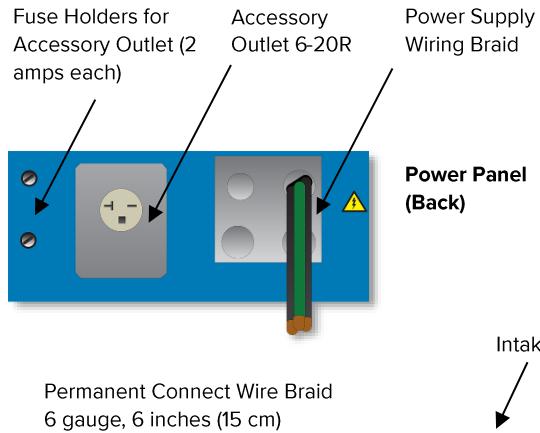 Fuse Holders for
Accessory Outlet (2
amps each)
Accessory
Outlet 6-20R
Power Supply
Wiring Braid
Power Panel
(Back)
Intak
Permanent Connect Wire Braid
6 gauge, 6 inches (15 cm)